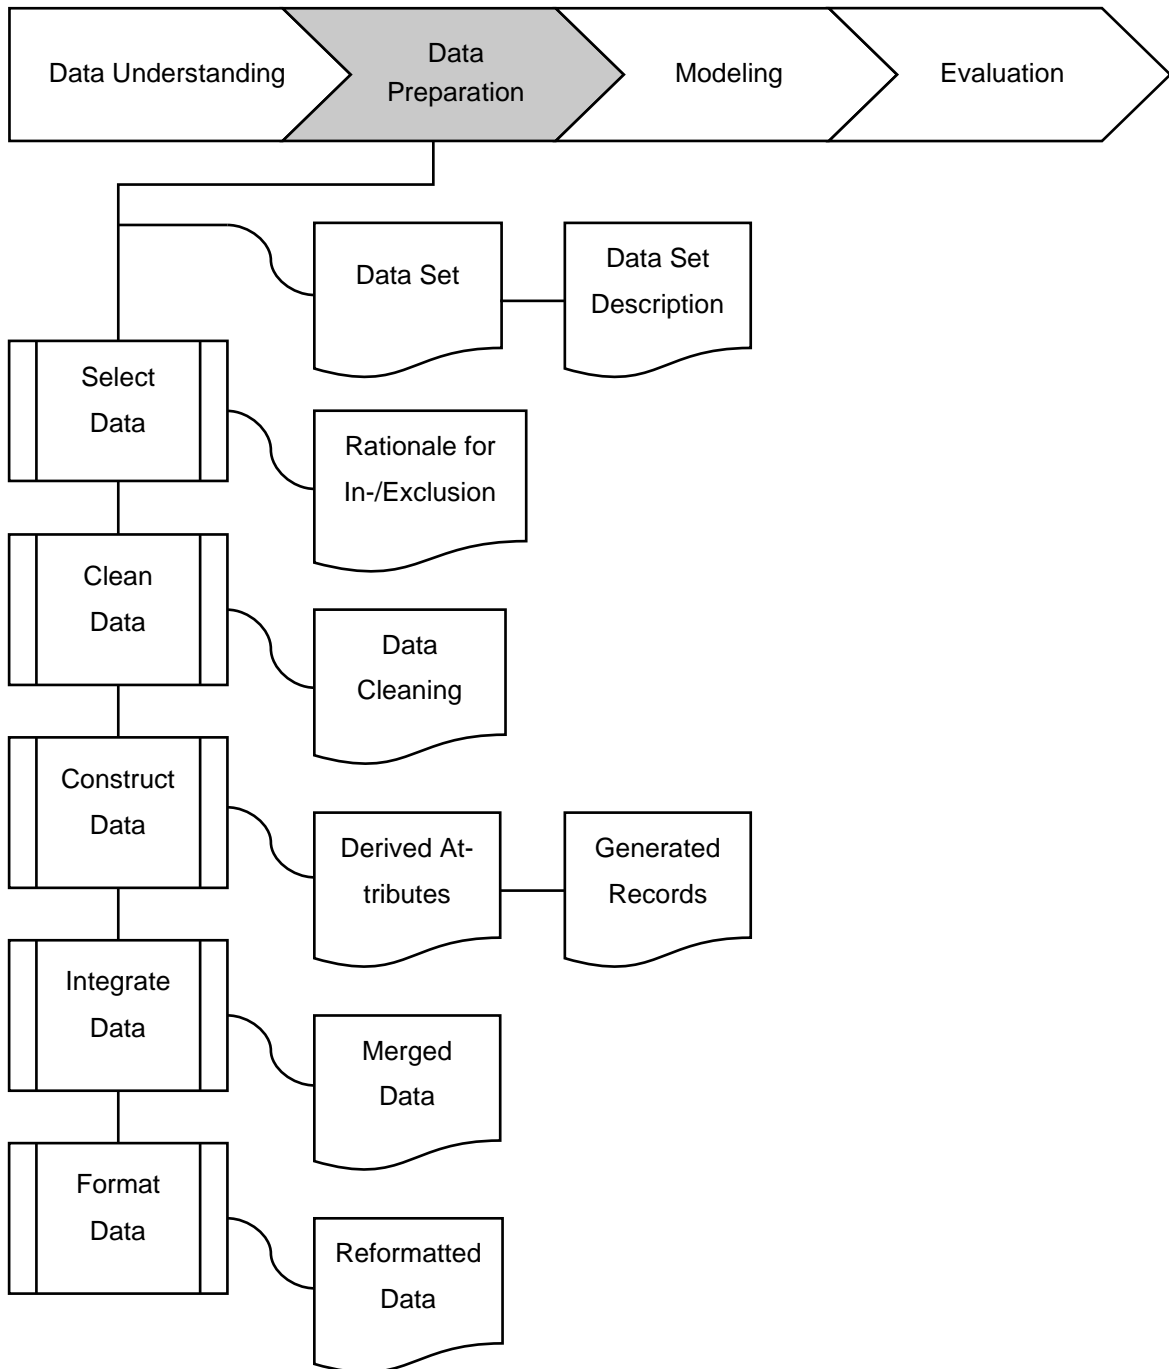 Data Understanding
Data
Preparation
Modeling
Evaluation
Data Set
Data Set
Description
Select
Data
Rationale for
In-/Exclusion
Clean
Data
Data
Cleaning
Construct
Data
Derived At-
tributes
Generated
Records
Integrate
Data
Merged
Data
Format
Data
Reformatted
Data